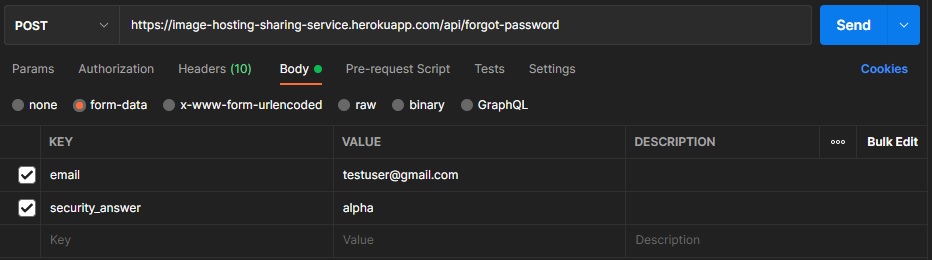 POST https://image-hosting-sharing-service.herokuapp.com/api/forgot-password Send
Params Authorization Headers (10) Body Pre-request Script Tests Settings Cookies
none form-data x-www-form-urlencoded raw binary GraphQL
KEY VALUE DESCRIPTION ooo Bulk Edit
email testuser@gmail.com
security_answer alpha
Key Value Description